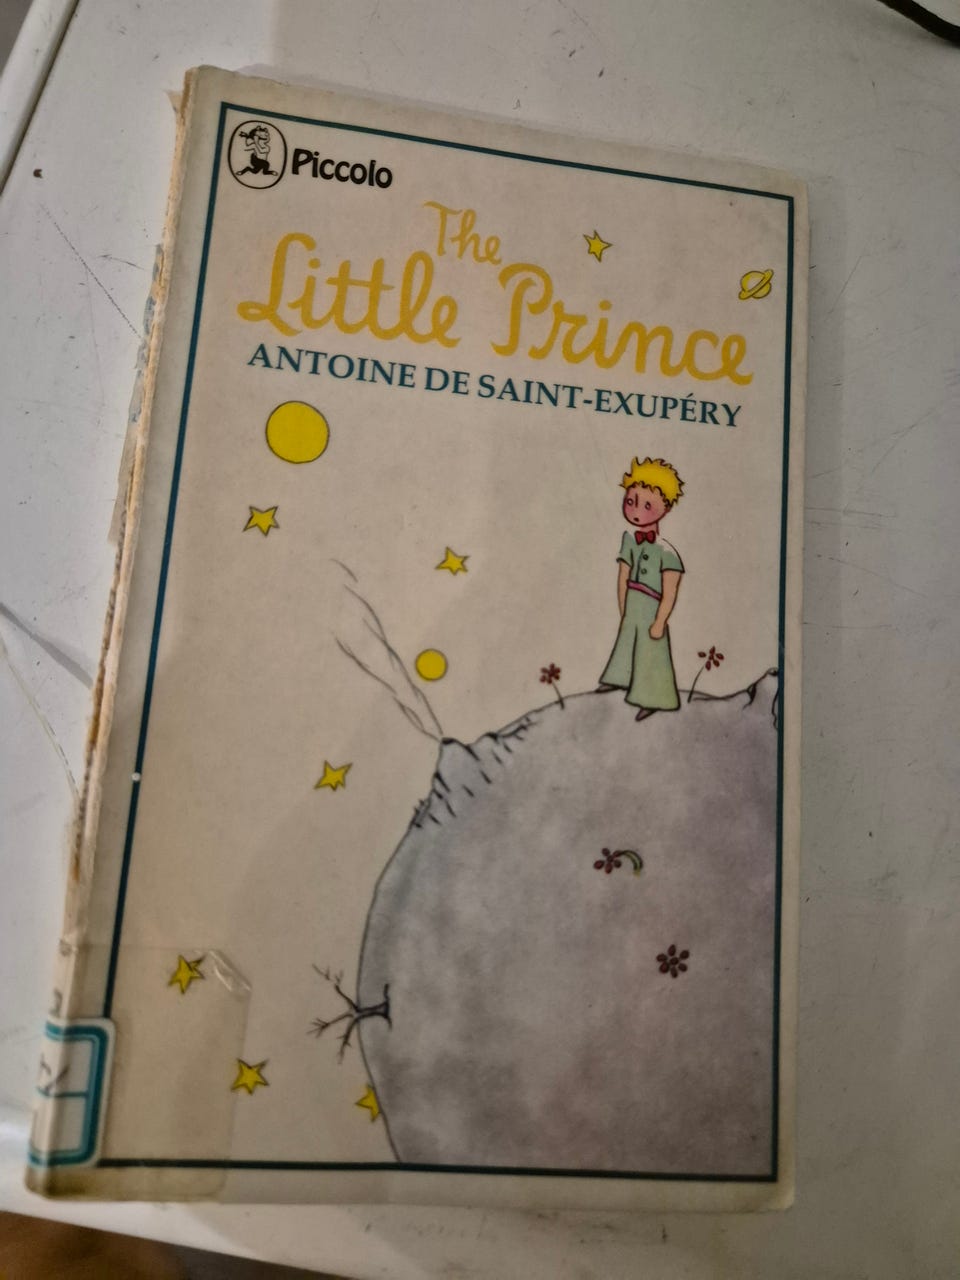 Piccolo
The
Little Prince
ANTOINE DE SAINT-EXUPÉRY